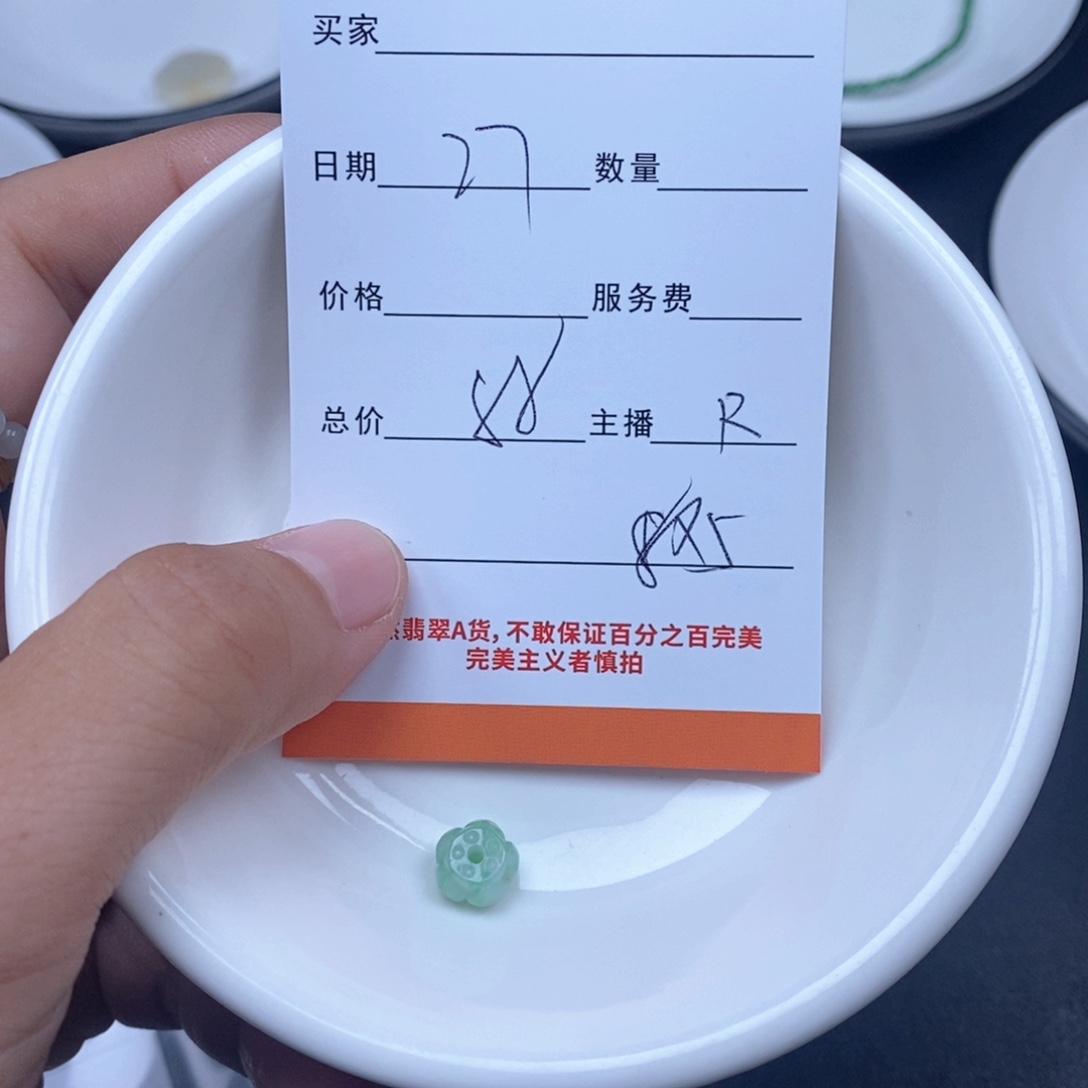 买家
日期 27 数量
价格 服务费
总价 88 主播 R
翡翠A货,不敢保证百分之百完美
完美主义者慎拍